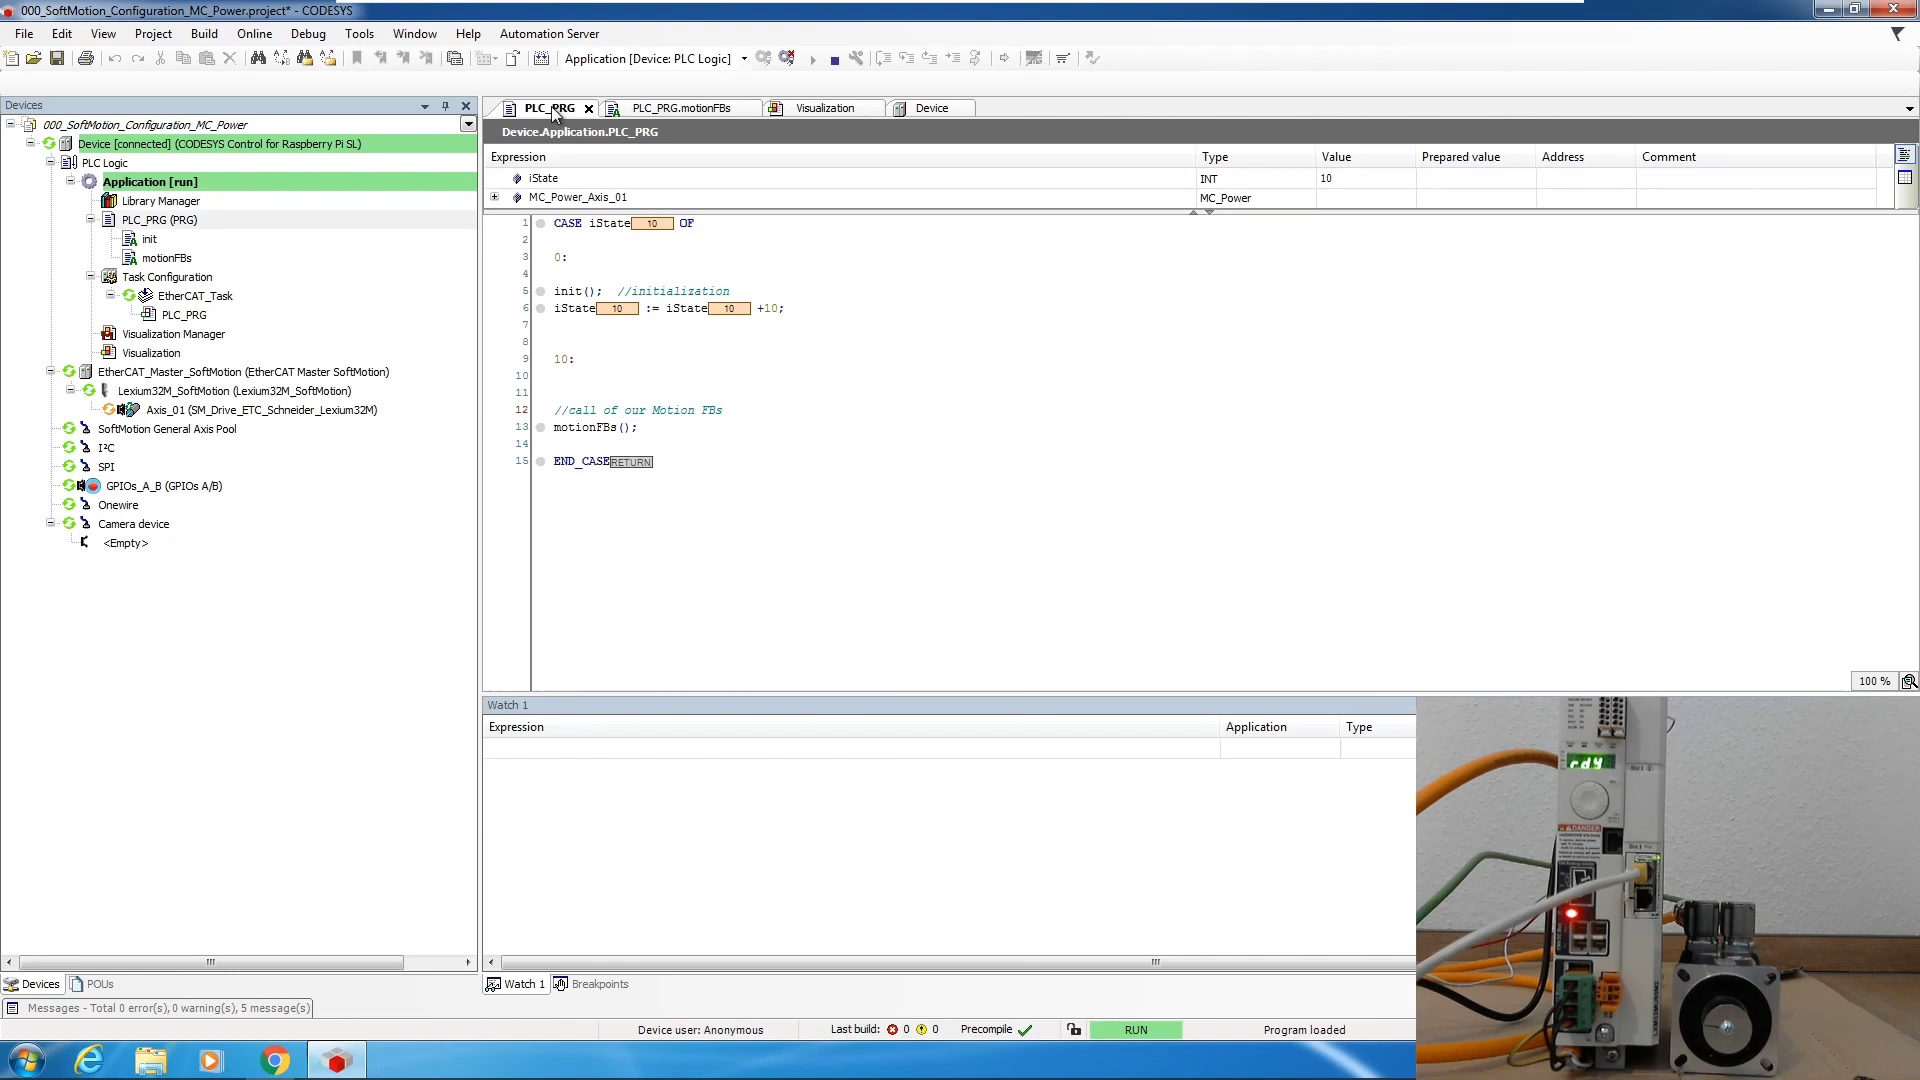 000_SoftMotion_Configuration_MC_Power.project* - CODESYS
File Edit View Project Build Online Debug Tools Window Help Automation Server
Application [Device: PLC Logic]
Devices
000_SoftMotion_Configuration_MC_Power
Device [connected] (CODESYS Control for Raspberry Pi SL)
PLC Logic
Application [run]
Library Manager
PLC_PRG (PRG)
init
motionFBs
Task Configuration
EtherCAT_Task
PLC_PRG
Visualization Manager
Visualization
EtherCAT_Master_SoftMotion (EtherCAT Master SoftMotion)
Lexium32M_SoftMotion (Lexium32M_SoftMotion)
Axis_01 (SM_Drive_ETC_Schneider_Lexium32M)
SoftMotion General Axis Pool
I²C
SPI
GPIOs_A_B (GPIOs A/B)
Onewire
Camera device
<Empty>
Devices POUs
PLC_PRG PLC_PRG.motionFBs Visualization Device
Device.Application.PLC_PRG
Expression Type Value Prepared value Address Comment
iState INT 10
MC_Power_Axis_01 MC_Power
1 CASE iState 10 OF
2
3 0:
4
5 init(); //initialization
6 iState 10 := iState 10 +10;
7
8
9 10:
10
11
12 //call of our Motion FBs
13 motionFBs();
14
15 END_CASE RETURN
100 %
Watch 1
Expression Application Type
Watch 1 Breakpoints
Messages - Total 0 error(s), 0 warning(s), 5 message(s)
Device user: Anonymous Last build: 0 0 Precompile RUN Program loaded
rdy
DANGER